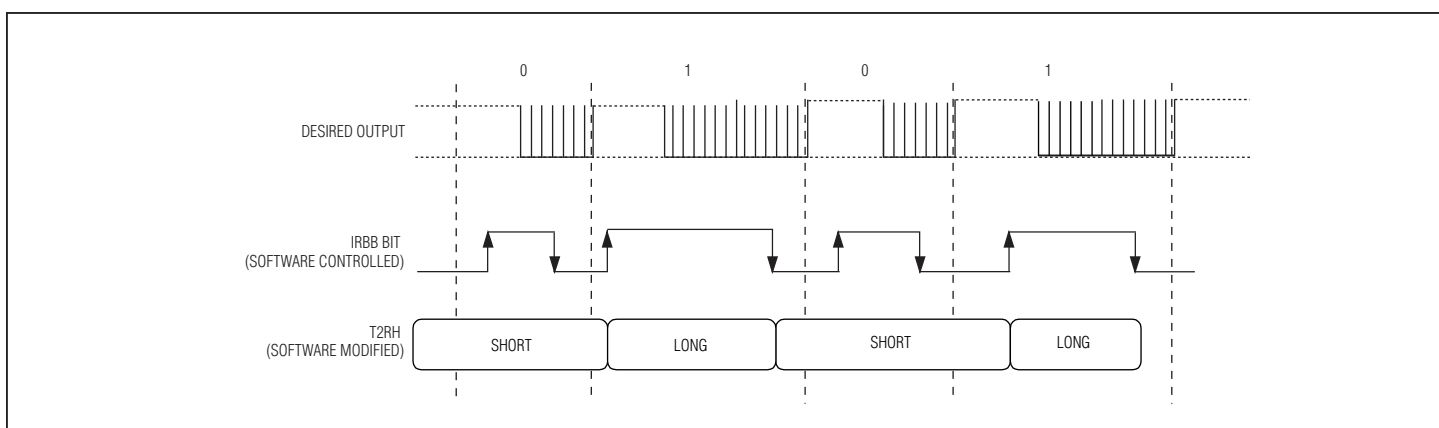 0 1 0 1
DESIRED OUTPUT
IRBB BIT
(SOFTWARE CONTROLLED)
T2RH
(SOFTWARE MODIFIED)
SHORT LONG SHORT LONG